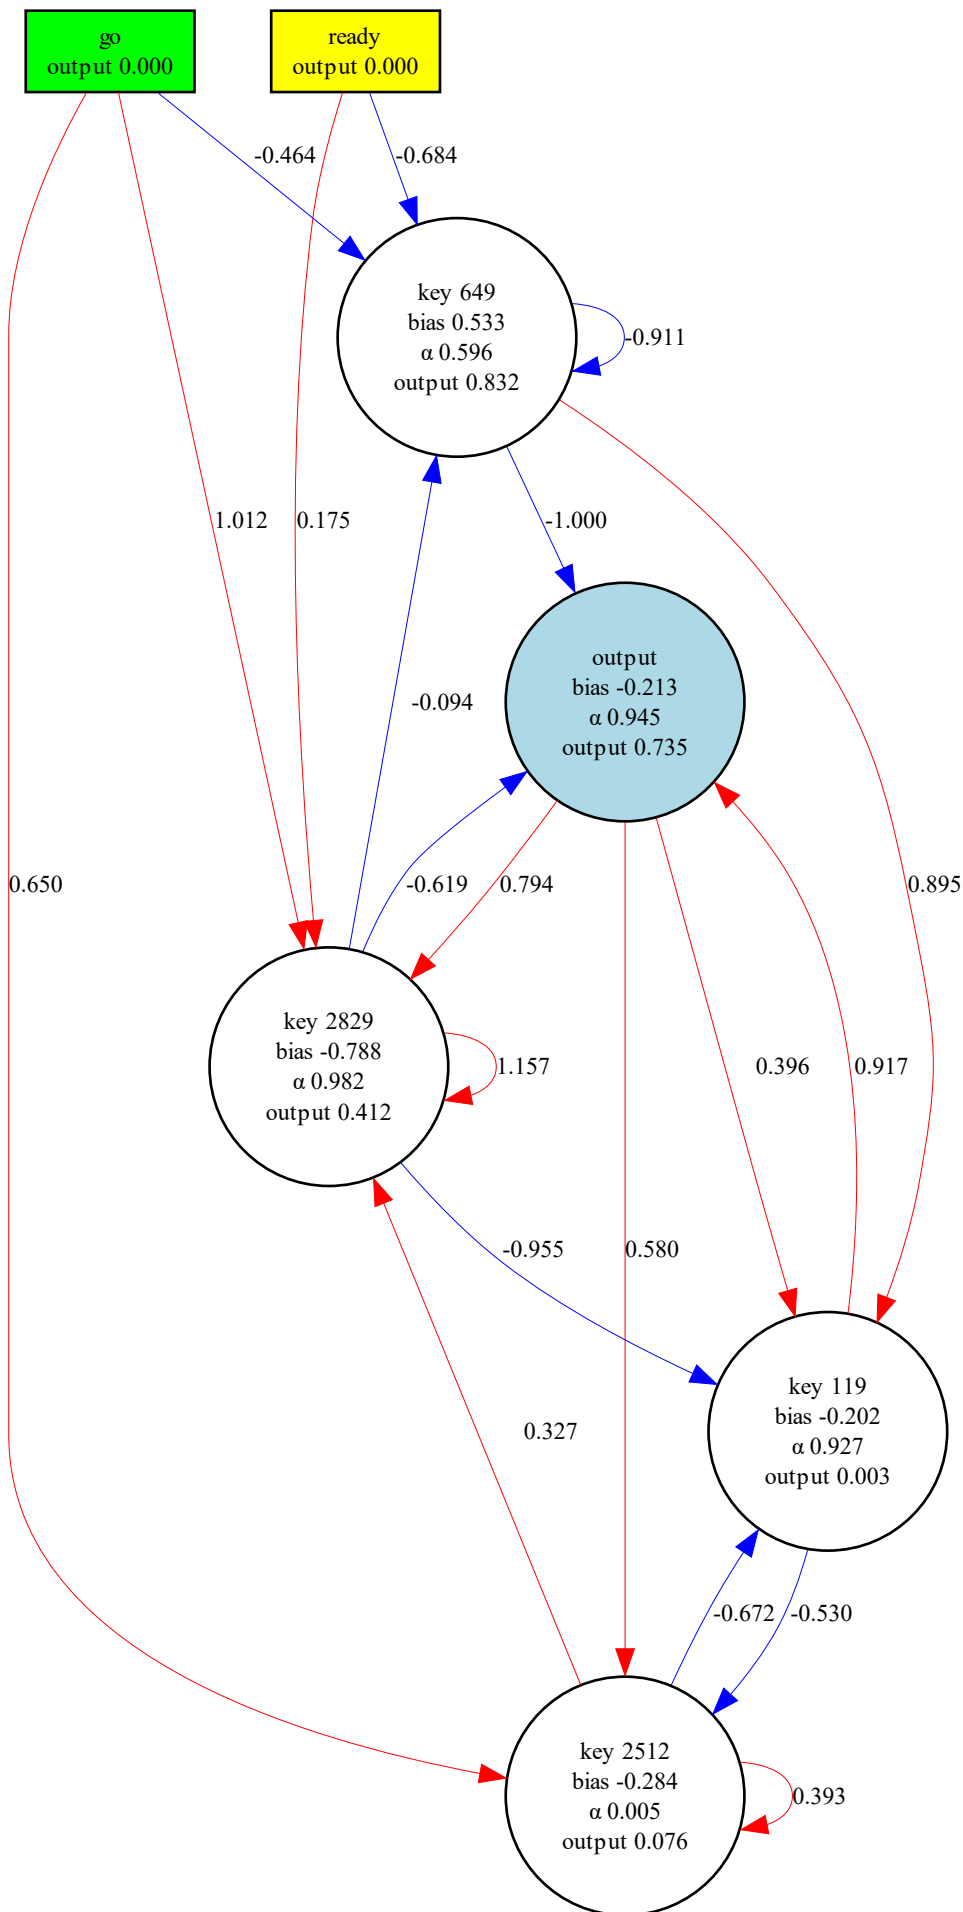 go
output 0.000
ready
output 0.000
-0.464
-0.684
key 649
bias 0.533
α 0.596
output 0.832
-0.911
1.012
0.175
-1.000
output
bias -0.213
α 0.945
output 0.735
-0.094
0.650
-0.619
0.794
0.895
key 2829
bias -0.788
α 0.982
output 0.412
1.157
0.396
0.917
-0.955
0.580
key 119
bias -0.202
α 0.927
output 0.003
0.327
-0.672
-0.530
key 2512
bias -0.284
α 0.005
output 0.076
0.393